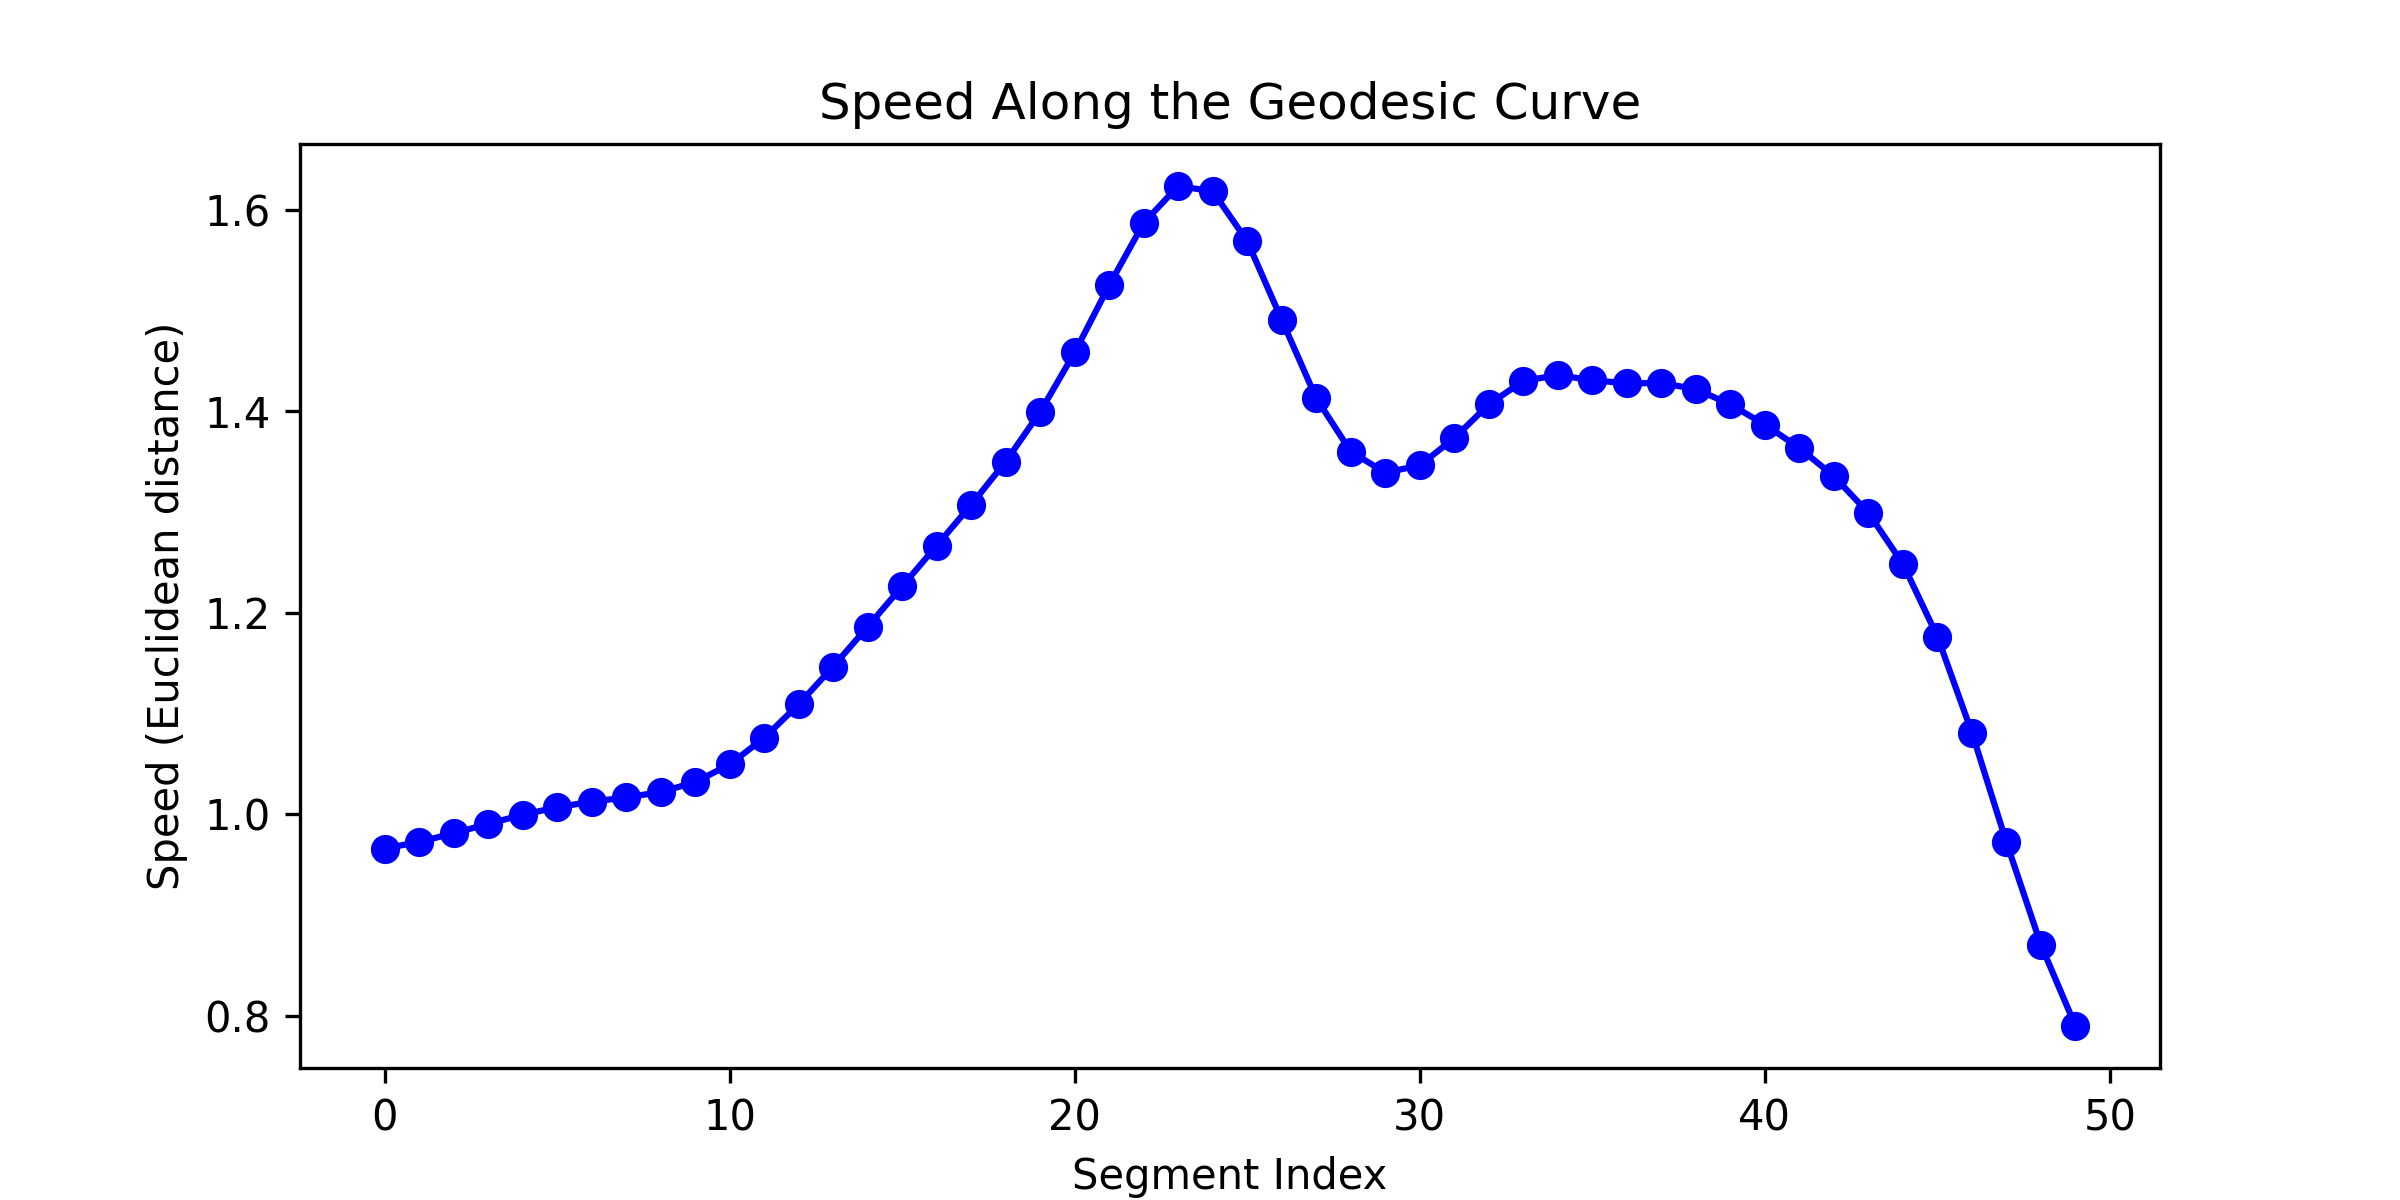 Speed Along the Geodesic Curve
Speed (Euclidean distance)
1.6
1.4
1.2
1.0
0.8
0 10 20 30 40 50
Segment Index